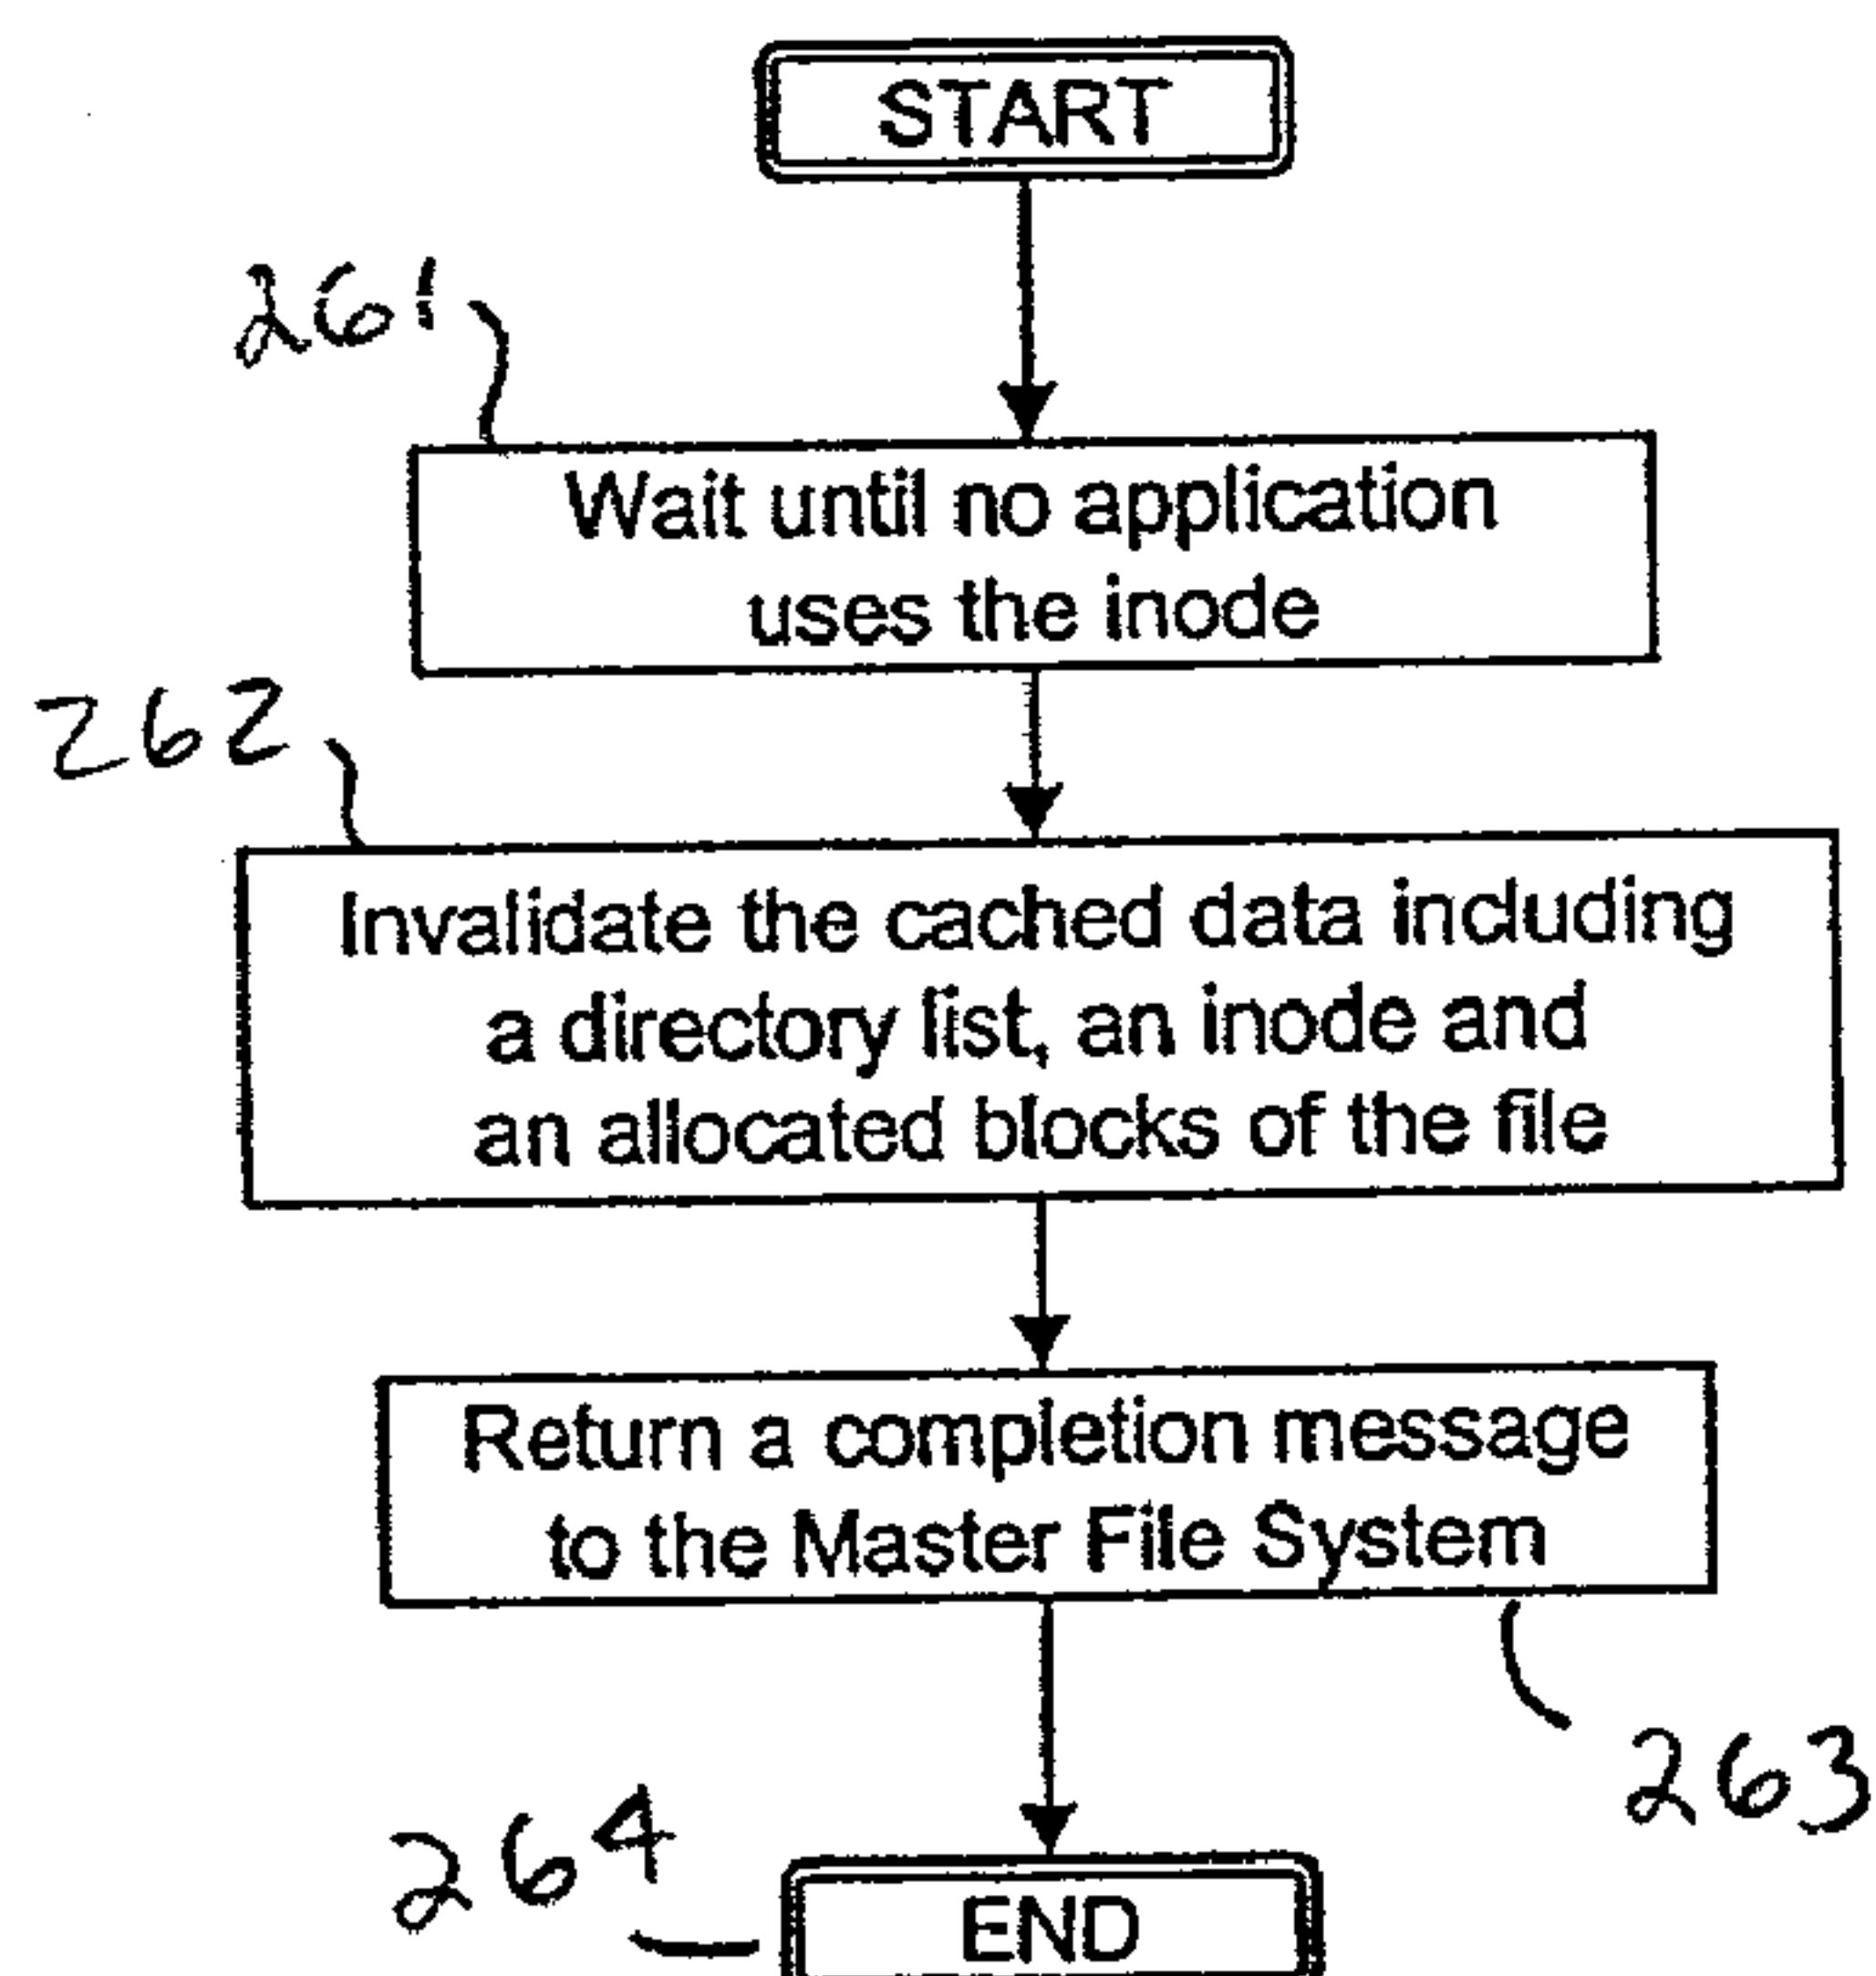 START
261
Wait until no application
uses the inode
262
Invalidate the cached data including
a directory list, an inode and
an allocated blocks of the file
Return a completion message
to the Master File System
263
264
END